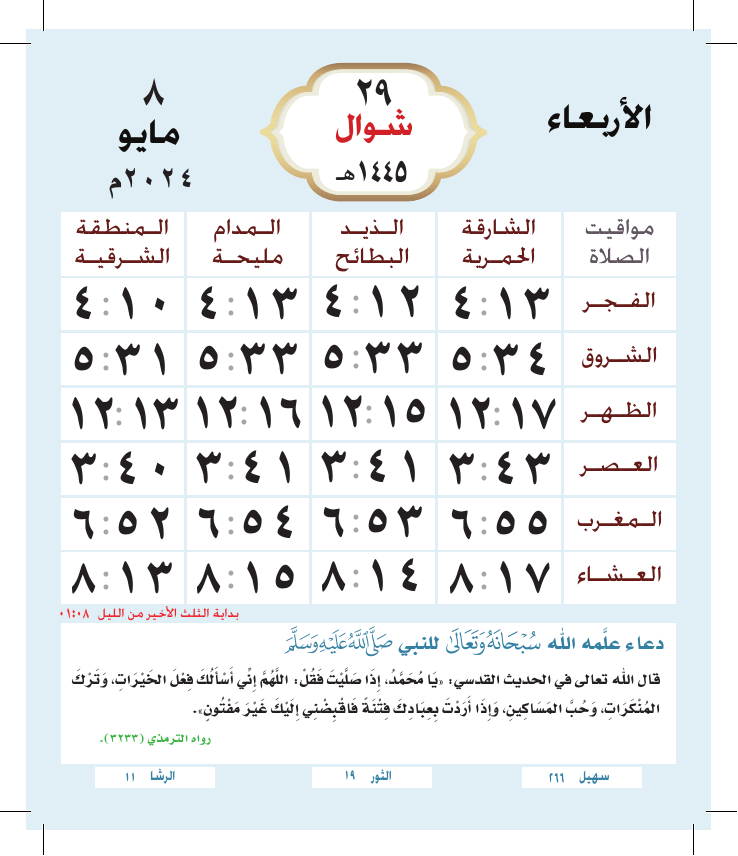 الأربعاء
٢٩
شوال
١٤٤٥هـ
٨
مايو
٢٠٢٤م
مواقيت الصلاة | الشارقة الحمرية | الذيد البطائح | المدام مليحة | المنطقة الشرقية
الفجر | ٤:١٣ | ٤:١٢ | ٤:١٣ | ٤:١٠
الشروق | ٥:٣٤ | ٥:٣٣ | ٥:٣٣ | ٥:٣١
الظهر | ١٢:١٧ | ١٢:١٥ | ١٢:١٦ | ١٢:١٣
العصر | ٣:٤٣ | ٣:٤١ | ٣:٤١ | ٣:٤٠
المغرب | ٦:٥٥ | ٦:٥٣ | ٦:٥٤ | ٦:٥٢
العشاء | ٨:١٧ | ٨:١٤ | ٨:١٥ | ٨:١٣
بداية الثلث الأخير من الليل ٠١:٠٨
دعاء علَّمه الله سُبْحَانَهُ وَتَعَالَىٰ للنبي صَلَّى اللَّهُ عَلَيْهِ وَسَلَّمَ
قال الله تعالى في الحديث القدسي: «يَا مُحَمَّدُ، إِذَا صَلَّيْتَ فَقُلْ: اللَّهُمَّ إِنِّي أَسْأَلُكَ فِعْلَ الخَيْرَاتِ، وَتَرْكَ
المُنْكَرَاتِ، وَحُبَّ المَسَاكِينِ، وَإِذَا أَرَدْتَ بِعِبَادِكَ فِتْنَةً فَاقْبِضْنِي إِلَيْكَ غَيْرَ مَفْتُونٍ».
رواه الترمذي (٣٢٣٣).
سهيل ٢٦٦
الثور ١٩
الرشا ١١